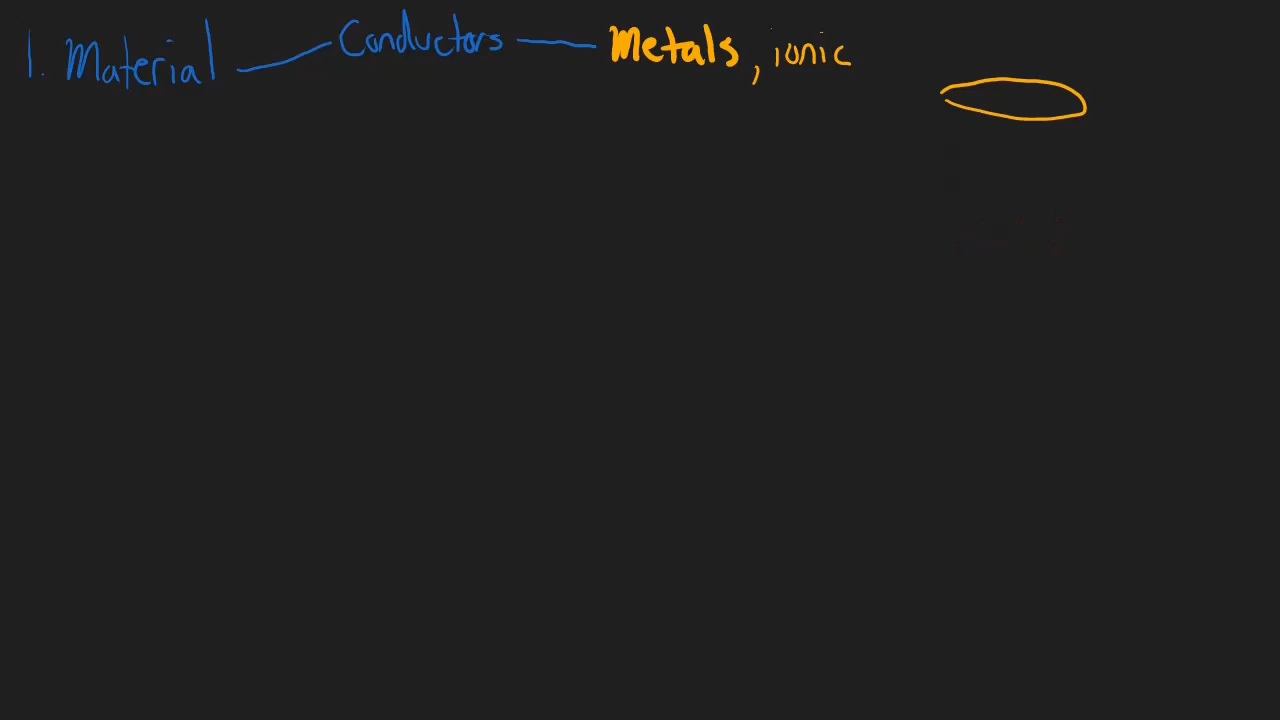 1. Material — Conductors — Metals, ionic